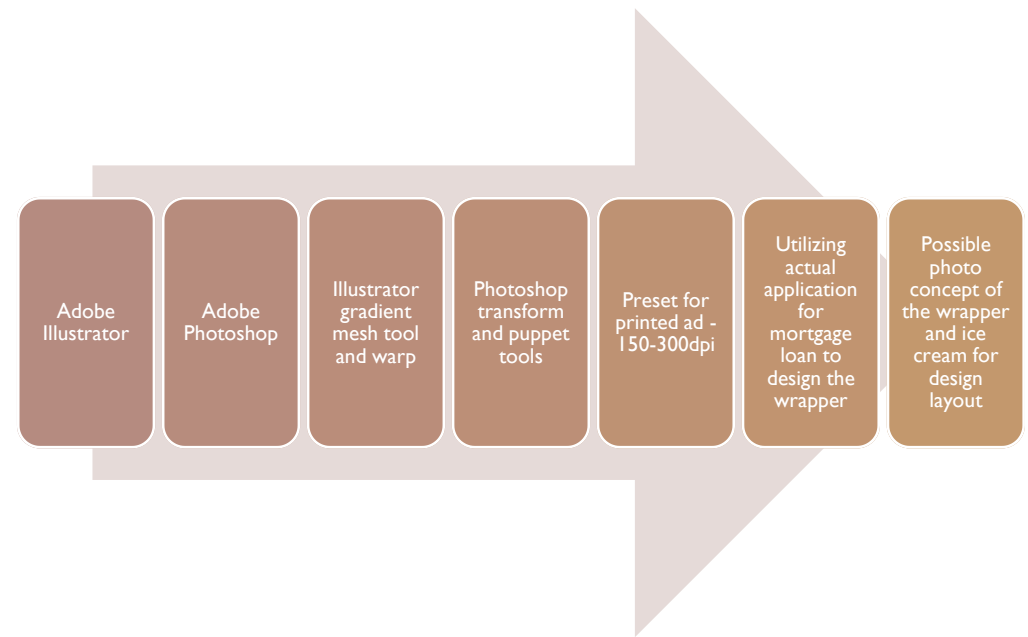 Adobe
Illustrator
Adobe
Photoshop
Illustrator
gradient
mesh tool
and warp
Photoshop
transform
and puppet
tools
Preset for
printed ad -
150-300dpi
Utilizing
actual
application
for
mortgage
loan to
design the
wrapper
Possible
photo
concept of
the wrapper
and ice
cream for
design
layout